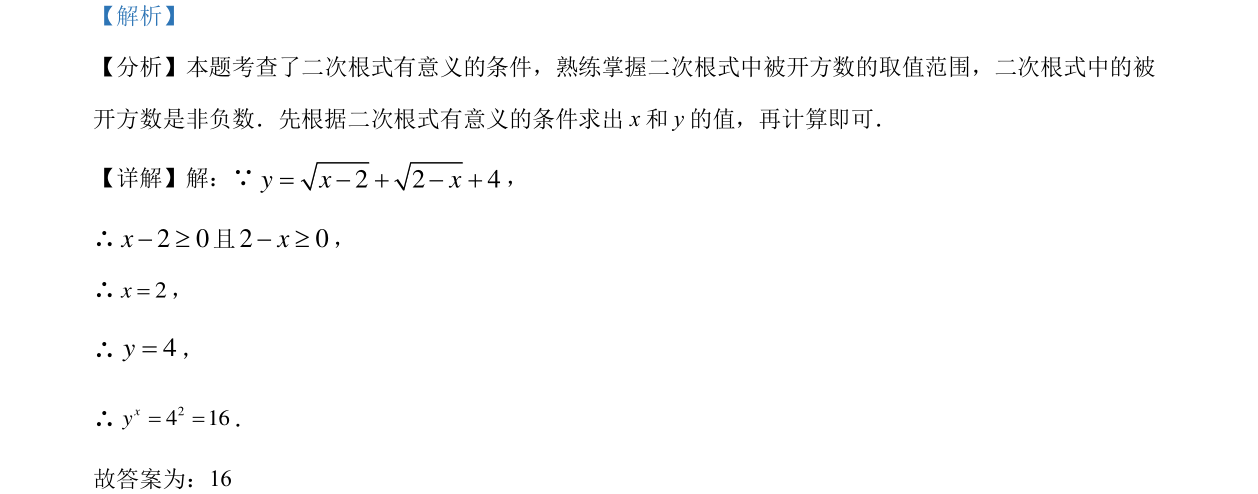 【解析】
【分析】本题考查了二次根式有意义的条件，熟练掌握二次根式中被开方数的取值范围，二次根式中的被
开方数是非负数．先根据二次根式有意义的条件求出 x 和 y 的值，再计算即可．
【详解】解：∵ y = √(x−2) + √(2−x) + 4，
∴ x−2≥0且2−x≥0，
∴ x=2，
∴ y=4，
∴ yˣ =4² =16．
故答案为：16